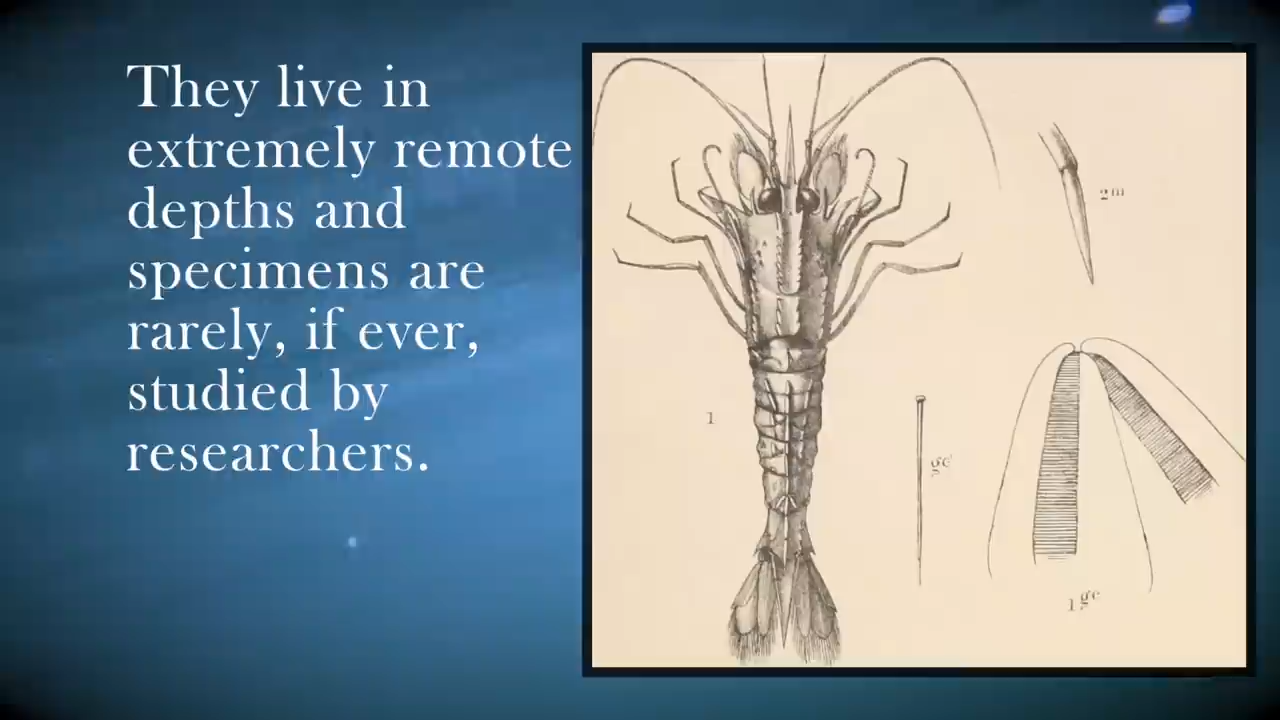 They live in
extremely remote
depths and
specimens are
rarely, if ever,
studied by
researchers.
2m
1
gc
1gc